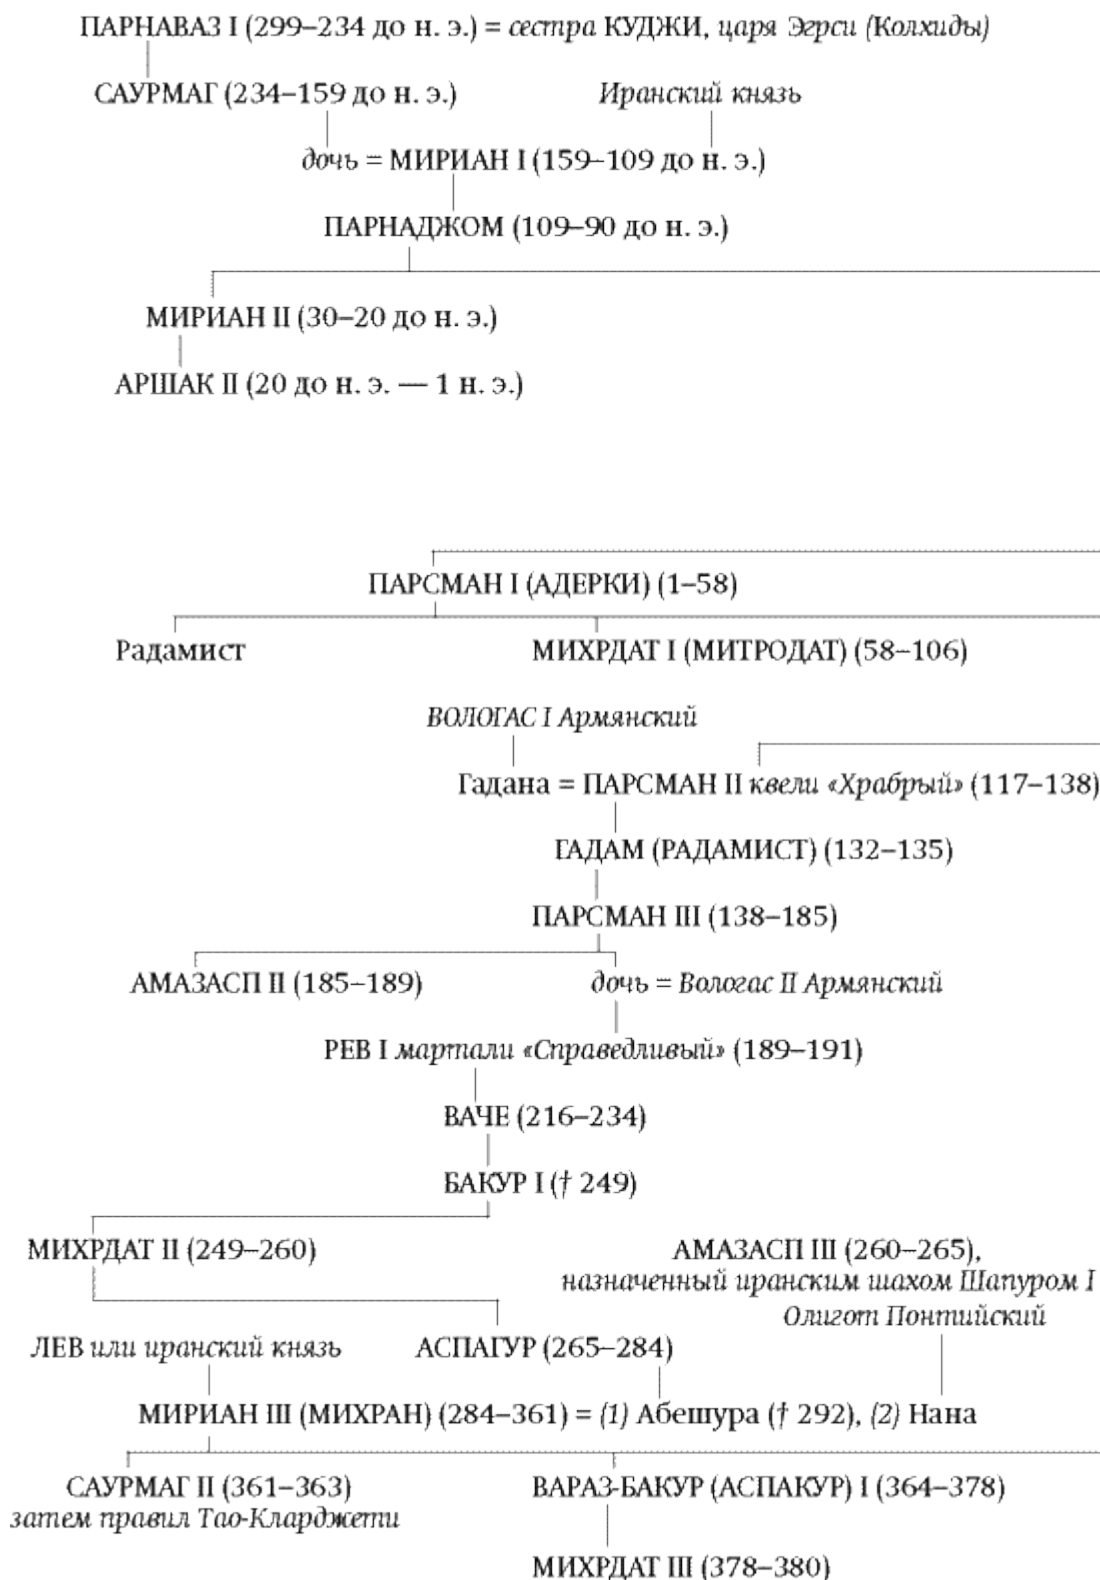 ПАРНАВАЗ I (299–234 до н. э.) = сестра КУДЖИ, царя Эгрси (Колхиды)
САУРМАГ (234–159 до н. э.) Иранский князь
дочь = МИРИАН I (159–109 до н. э.)
ПАРНАДЖОМ (109–90 до н. э.)
МИРИАН II (30–20 до н. э.)
АРШАК II (20 до н. э. — 1 н. э.)
ПАРСМАН I (АДЕРКИ) (1–58)
Радамист МИХРДАТ I (МИТРОДАТ) (58–106)
ВОЛОГАС I Армянский
Гадана = ПАРСМАН II квели «Храбрый» (117–138)
ГАДАМ (РАДАМИСТ) (132–135)
ПАРСМАН III (138–185)
АМАЗАСП II (185–189) дочь = Вологас II Армянский
РЕВ I мартали «Справедливый» (189–191)
ВАЧЕ (216–234)
БАКУР I († 249)
МИХРДАТ II (249–260) АМАЗАСП III (260–265),
назначенный иранским шахом Шапуром I
Олигот Понтийский
ЛЕВ или иранский князь АСПАГУР (265–284)
МИРИАН III (МИХРАН) (284–361) = (1) Абешура († 292), (2) Нана
САУРМАГ II (361–363) ВАРАЗ-БАКУР (АСПАКУР) I (364–378)
затем правил Тао-Кларджети
МИХРДАТ III (378–380)